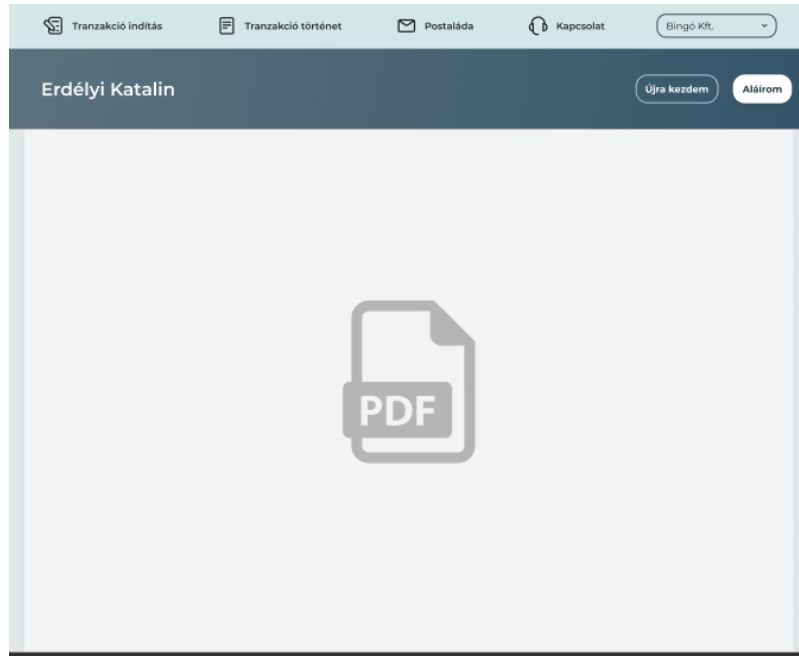 Tranzakció indítás
Tranzakció történet
Postaláda
Kapcsolat
Bingó Kft.
Erdélyi Katalin
Újra kezdem
Aláírom
PDF